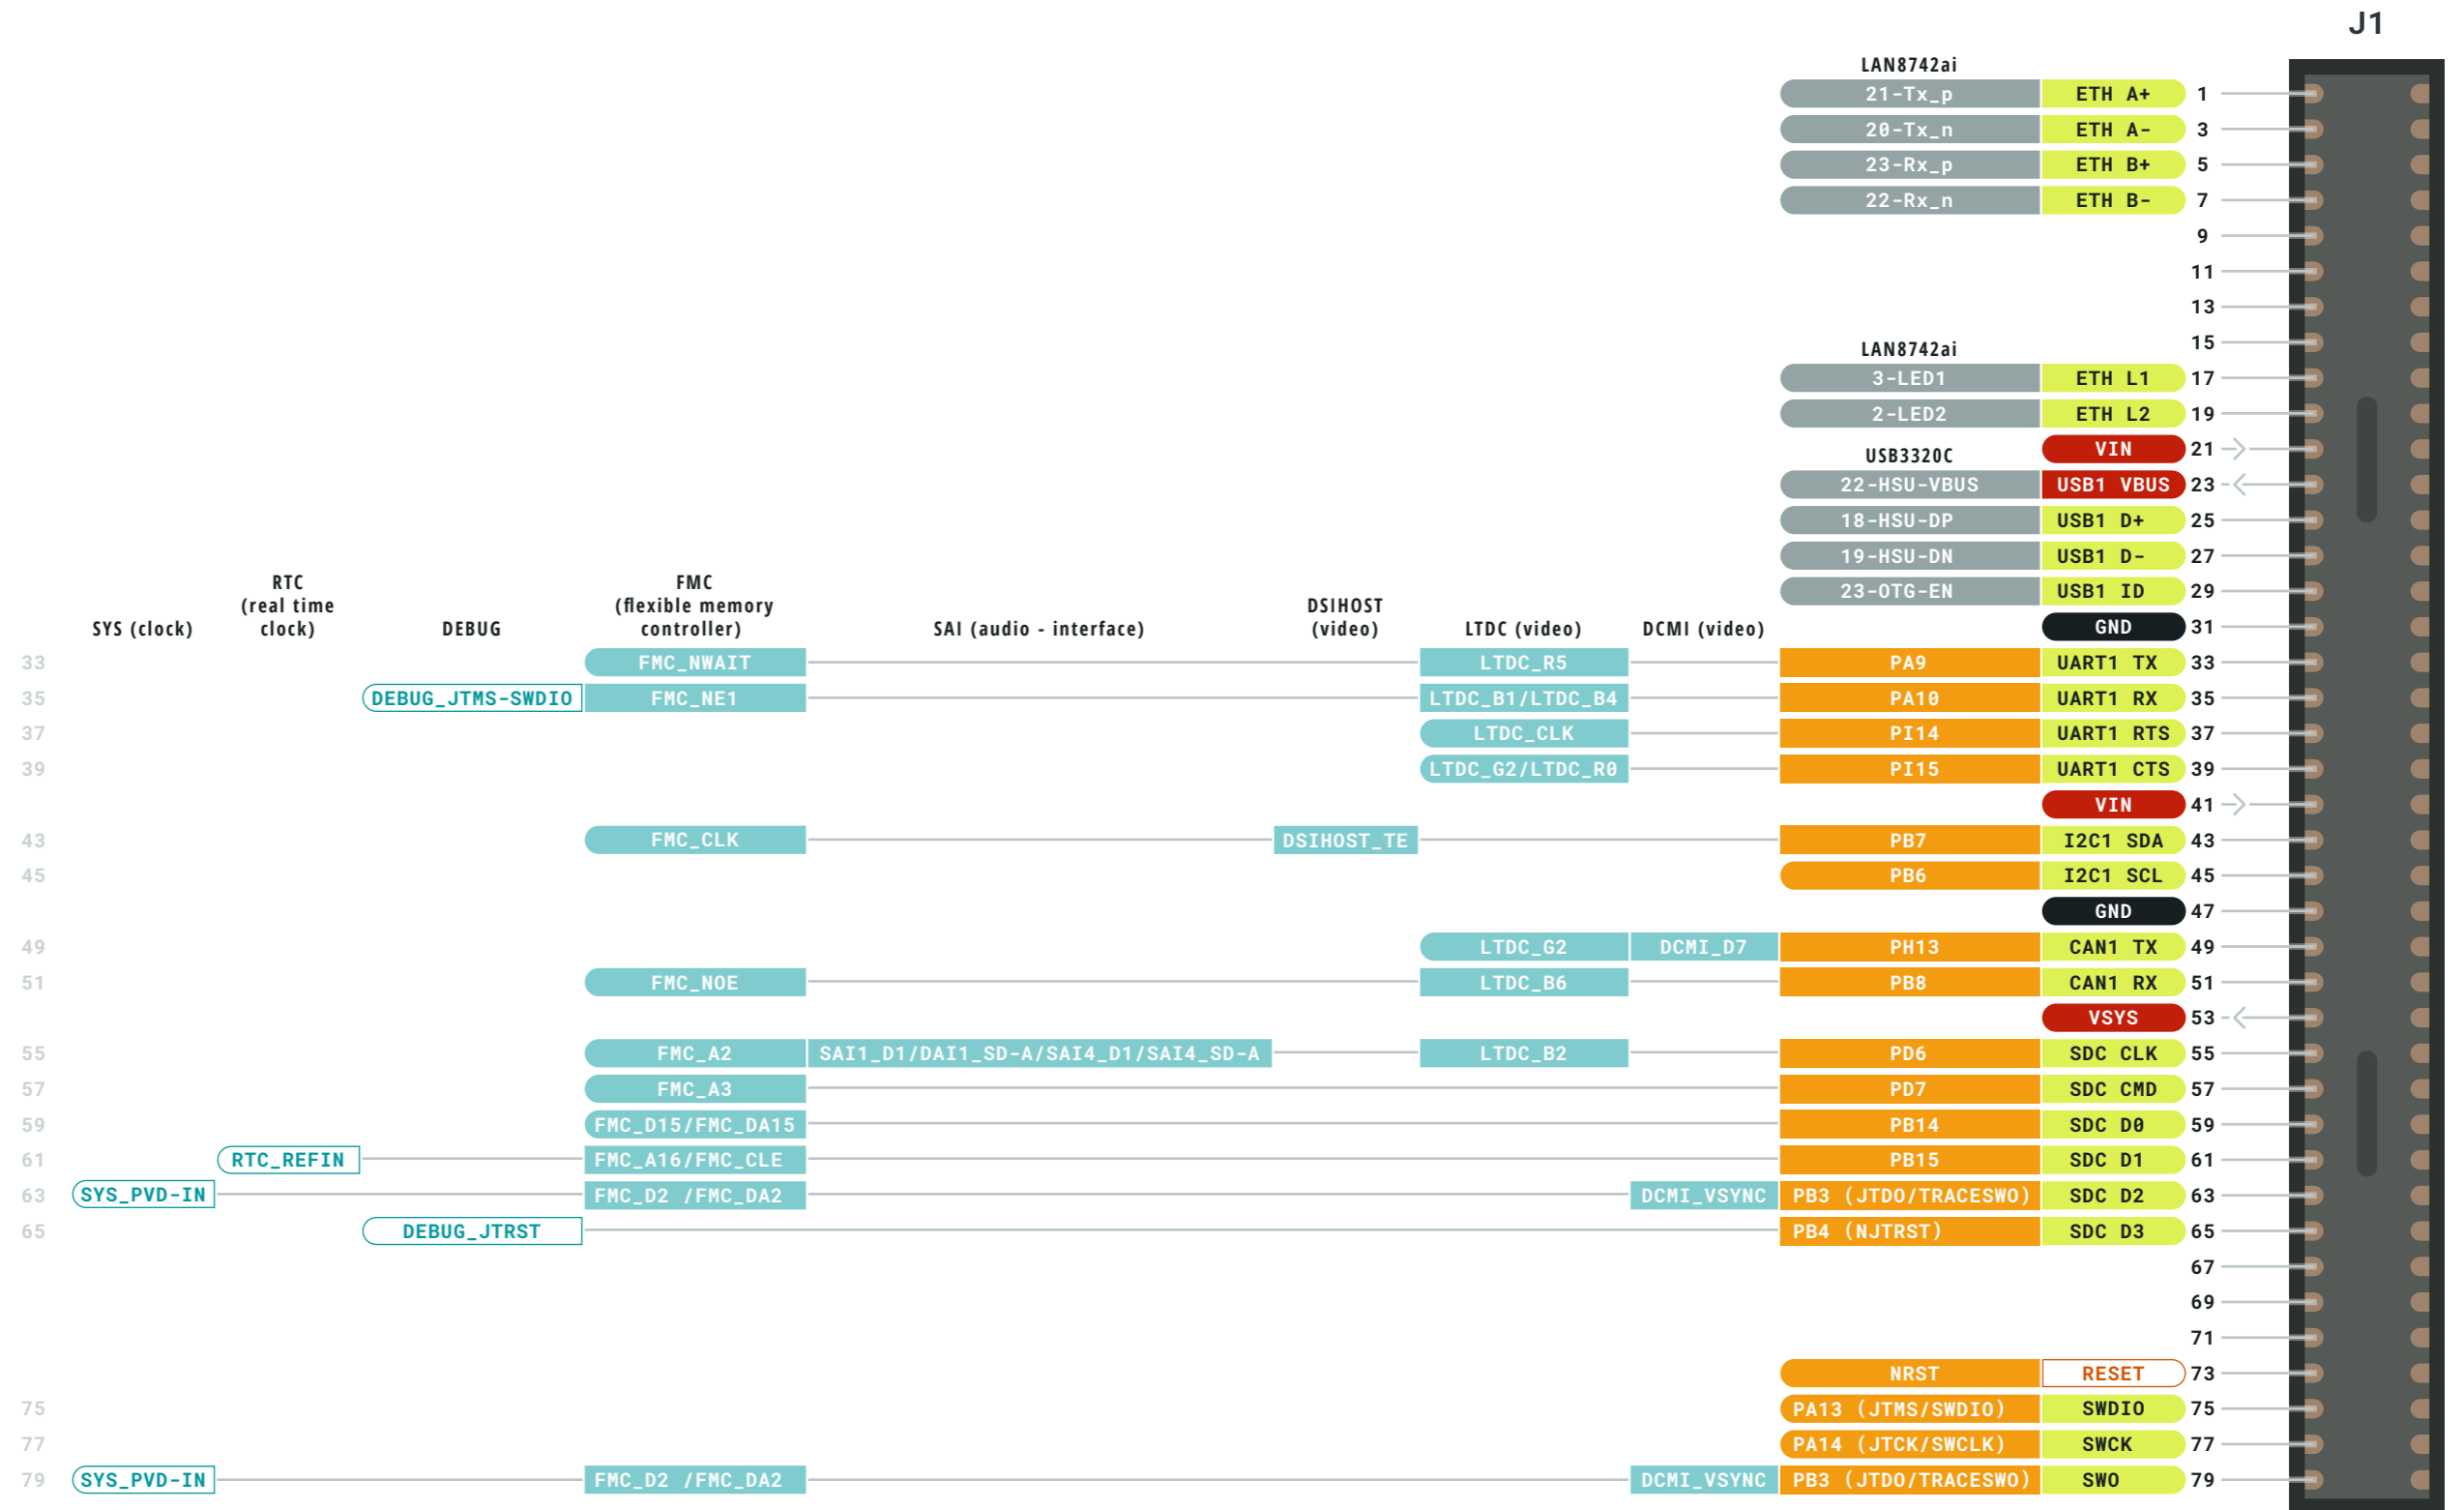 J1
LAN8742ai
21-Tx_p ETH A+ 1
20-Tx_n ETH A- 3
23-Rx_p ETH B+ 5
22-Rx_n ETH B- 7
9
11
13
15
LAN8742ai
3-LED1 ETH L1 17
2-LED2 ETH L2 19
VIN 21
USB3320C
22-HSU-VBUS USB1 VBUS 23
18-HSU-DP USB1 D+ 25
19-HSU-DN USB1 D- 27
23-OTG-EN USB1 ID 29
GND 31
SYS (clock)
RTC
(real time
clock)
DEBUG
FMC
(flexible memory
controller)
SAI (audio - interface)
DSIHOST
(video)
LTDC (video)
DCMI (video)
33 FMC_NWAIT LTDC_R5 PA9 UART1 TX 33
35 DEBUG_JTMS-SWDIO FMC_NE1 LTDC_B1/LTDC_B4 PA10 UART1 RX 35
37 LTDC_CLK PI14 UART1 RTS 37
39 LTDC_G2/LTDC_R0 PI15 UART1 CTS 39
VIN 41
43 FMC_CLK DSIHOST_TE PB7 I2C1 SDA 43
45 PB6 I2C1 SCL 45
GND 47
49 LTDC_G2 DCMI_D7 PH13 CAN1 TX 49
51 FMC_NOE LTDC_B6 PB8 CAN1 RX 51
VSYS 53
55 FMC_A2 SAI1_D1/DAI1_SD-A/SAI4_D1/SAI4_SD-A LTDC_B2 PD6 SDC CLK 55
57 FMC_A3 PD7 SDC CMD 57
59 FMC_D15/FMC_DA15 PB14 SDC D0 59
61 RTC_REFIN FMC_A16/FMC_CLE PB15 SDC D1 61
63 SYS_PVD-IN FMC_D2 /FMC_DA2 DCMI_VSYNC PB3 (JTDO/TRACESWO) SDC D2 63
65 DEBUG_JTRST PB4 (NJTRST) SDC D3 65
67
69
71
NRST RESET 73
75 PA13 (JTMS/SWDIO) SWDIO 75
77 PA14 (JTCK/SWCLK) SWCK 77
79 SYS_PVD-IN FMC_D2 /FMC_DA2 DCMI_VSYNC PB3 (JTDO/TRACESWO) SWO 79